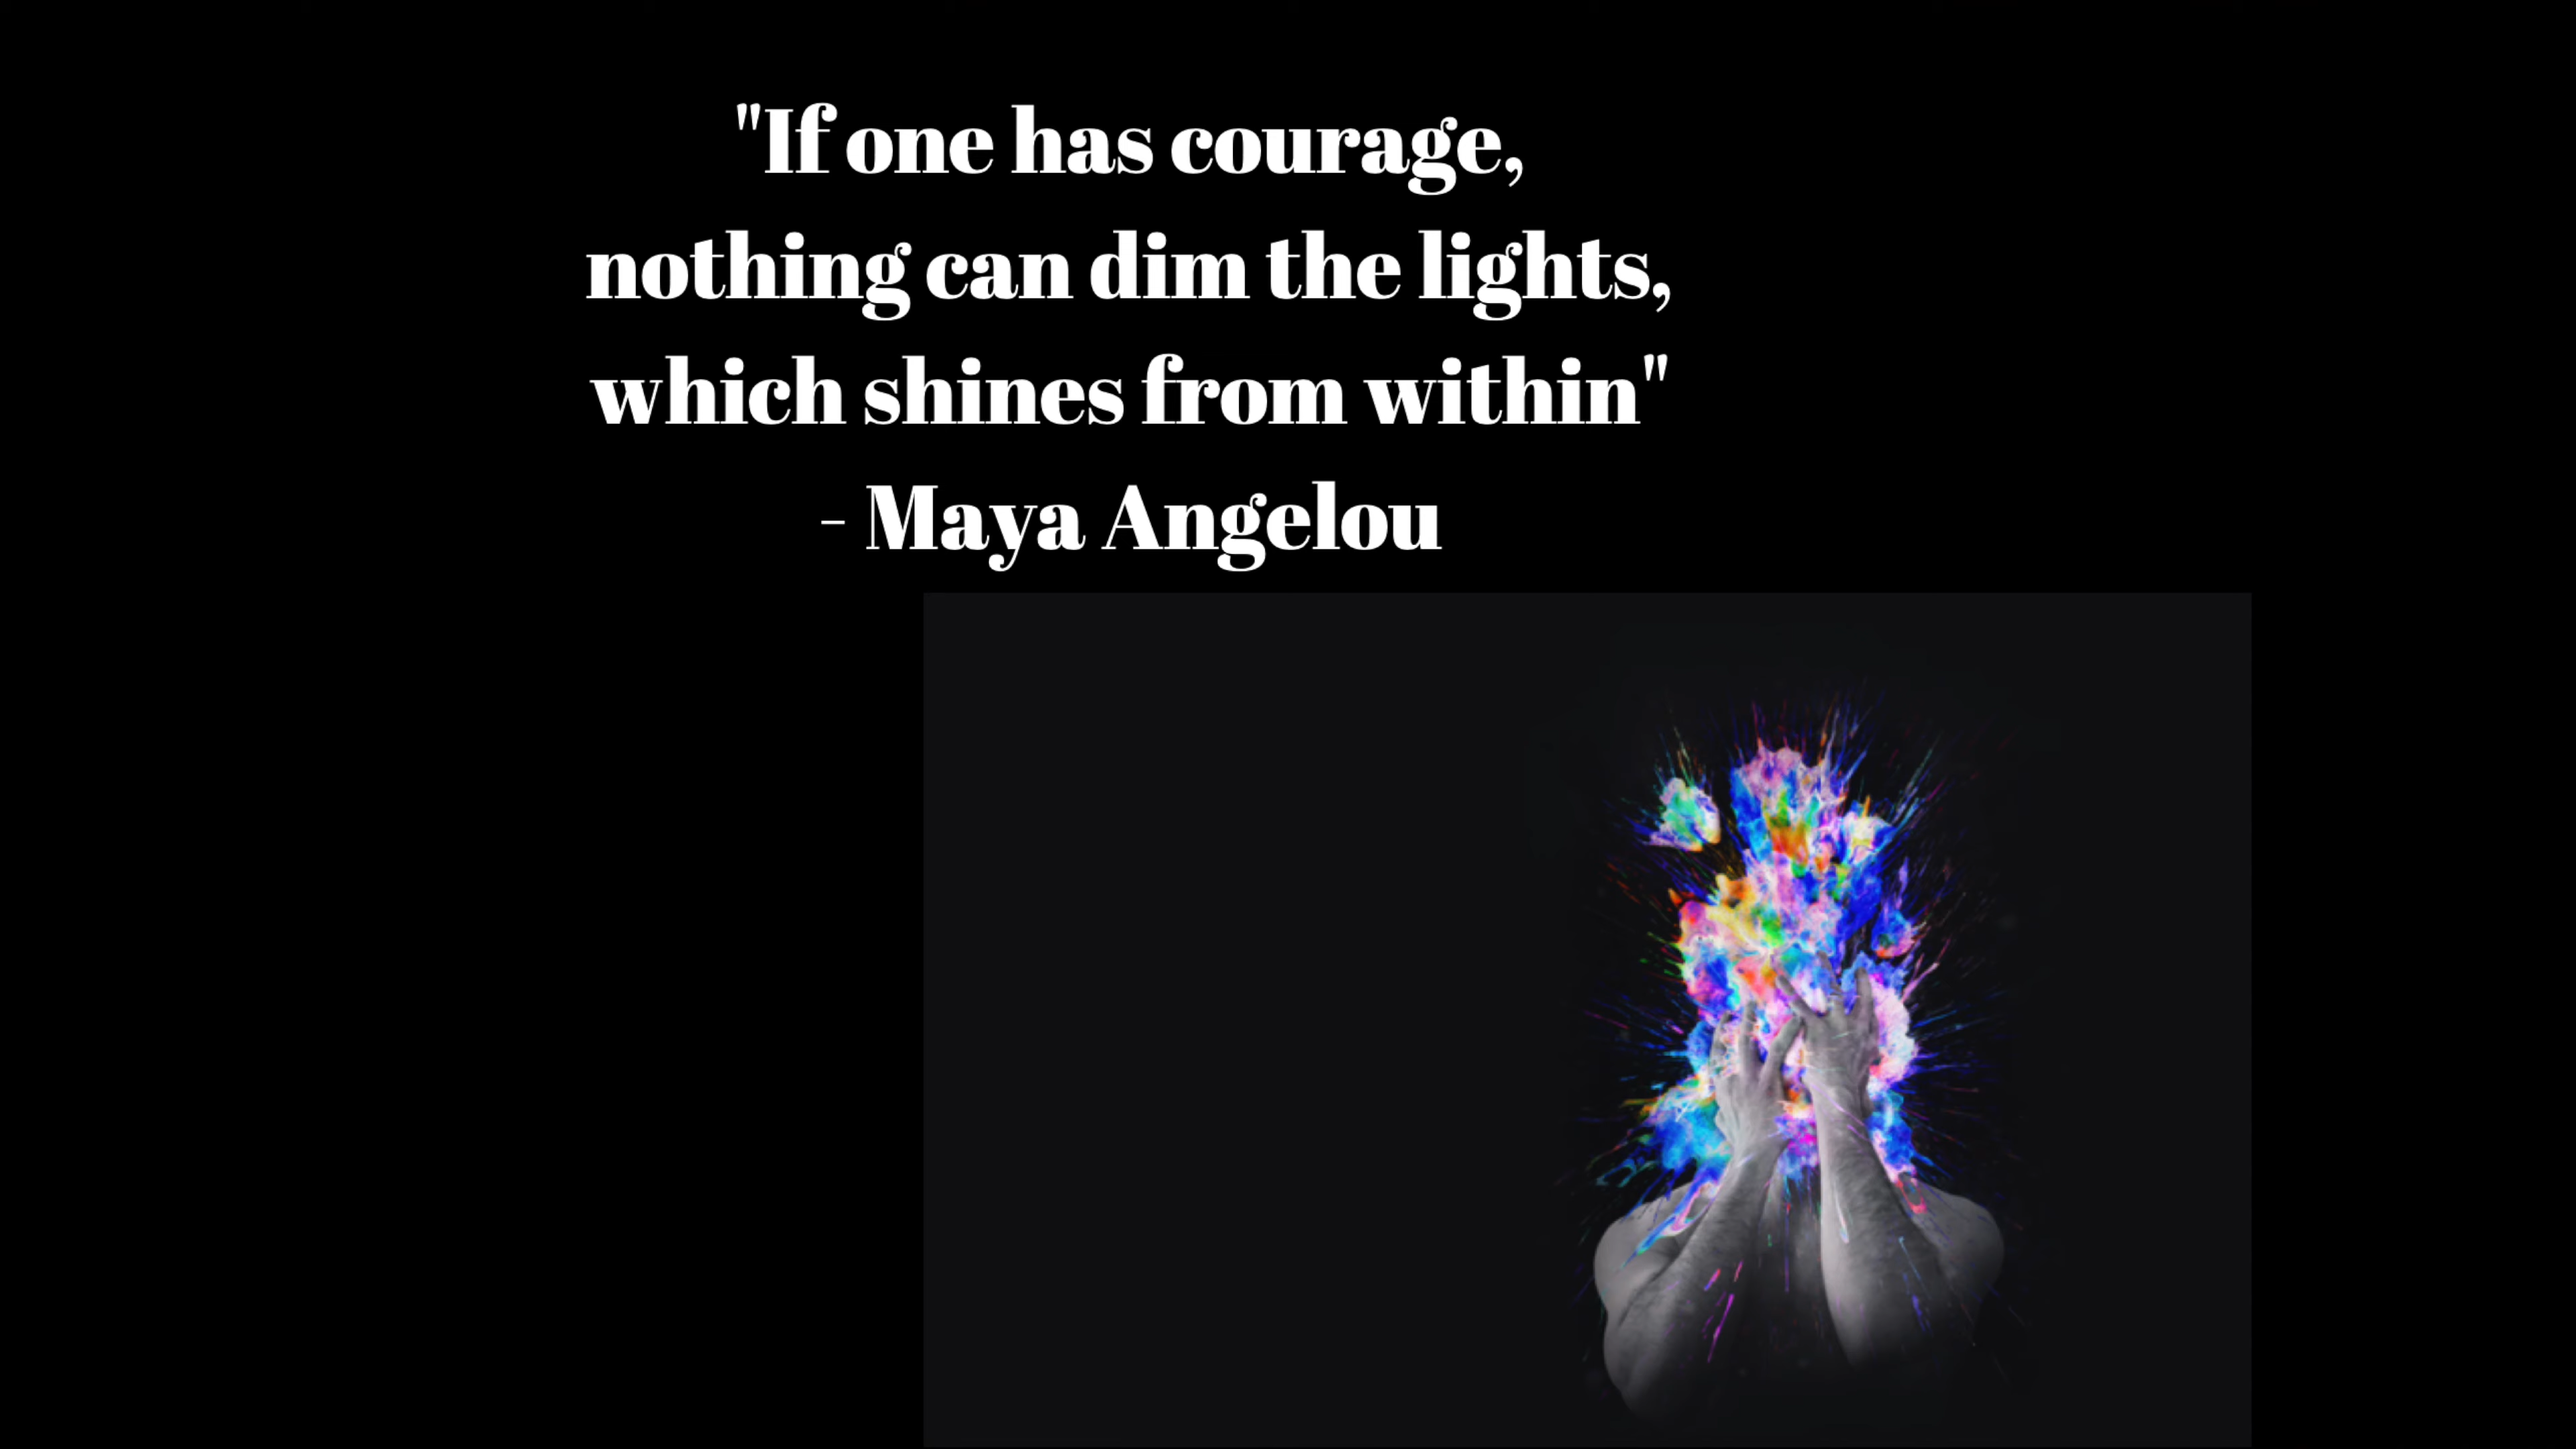 "If one has courage,
nothing can dim the lights,
which shines from within"
- Maya Angelou